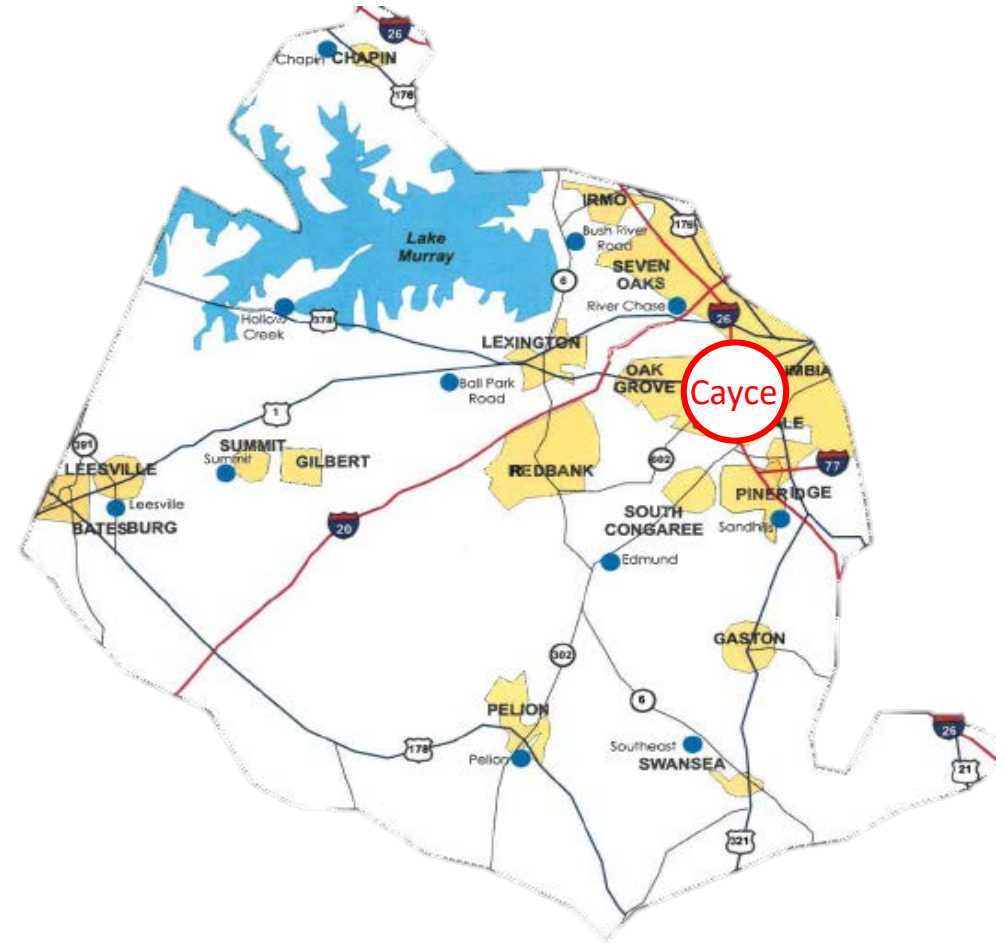 26
Chapin
CHAPIN
176
IRMO
176
Bush River
Road
Lake
Murray
SEVEN
OAKS
6
River Chase
26
Hollow
Creek
378
LEXINGTON
OAK
GROVE
Cayce
MBIA
Ball Park
Road
1
LE
391
SUMMIT
Summit
GILBERT
LEESVILLE
REDBANK
602
77
PINERIDGE
Leesville
BATESBURG
20
SOUTH
CONGAREE
Sandhills
Edmund
GASTON
302
6
PELION
Pelion
178
Southeast
SWANSEA
26
21
321